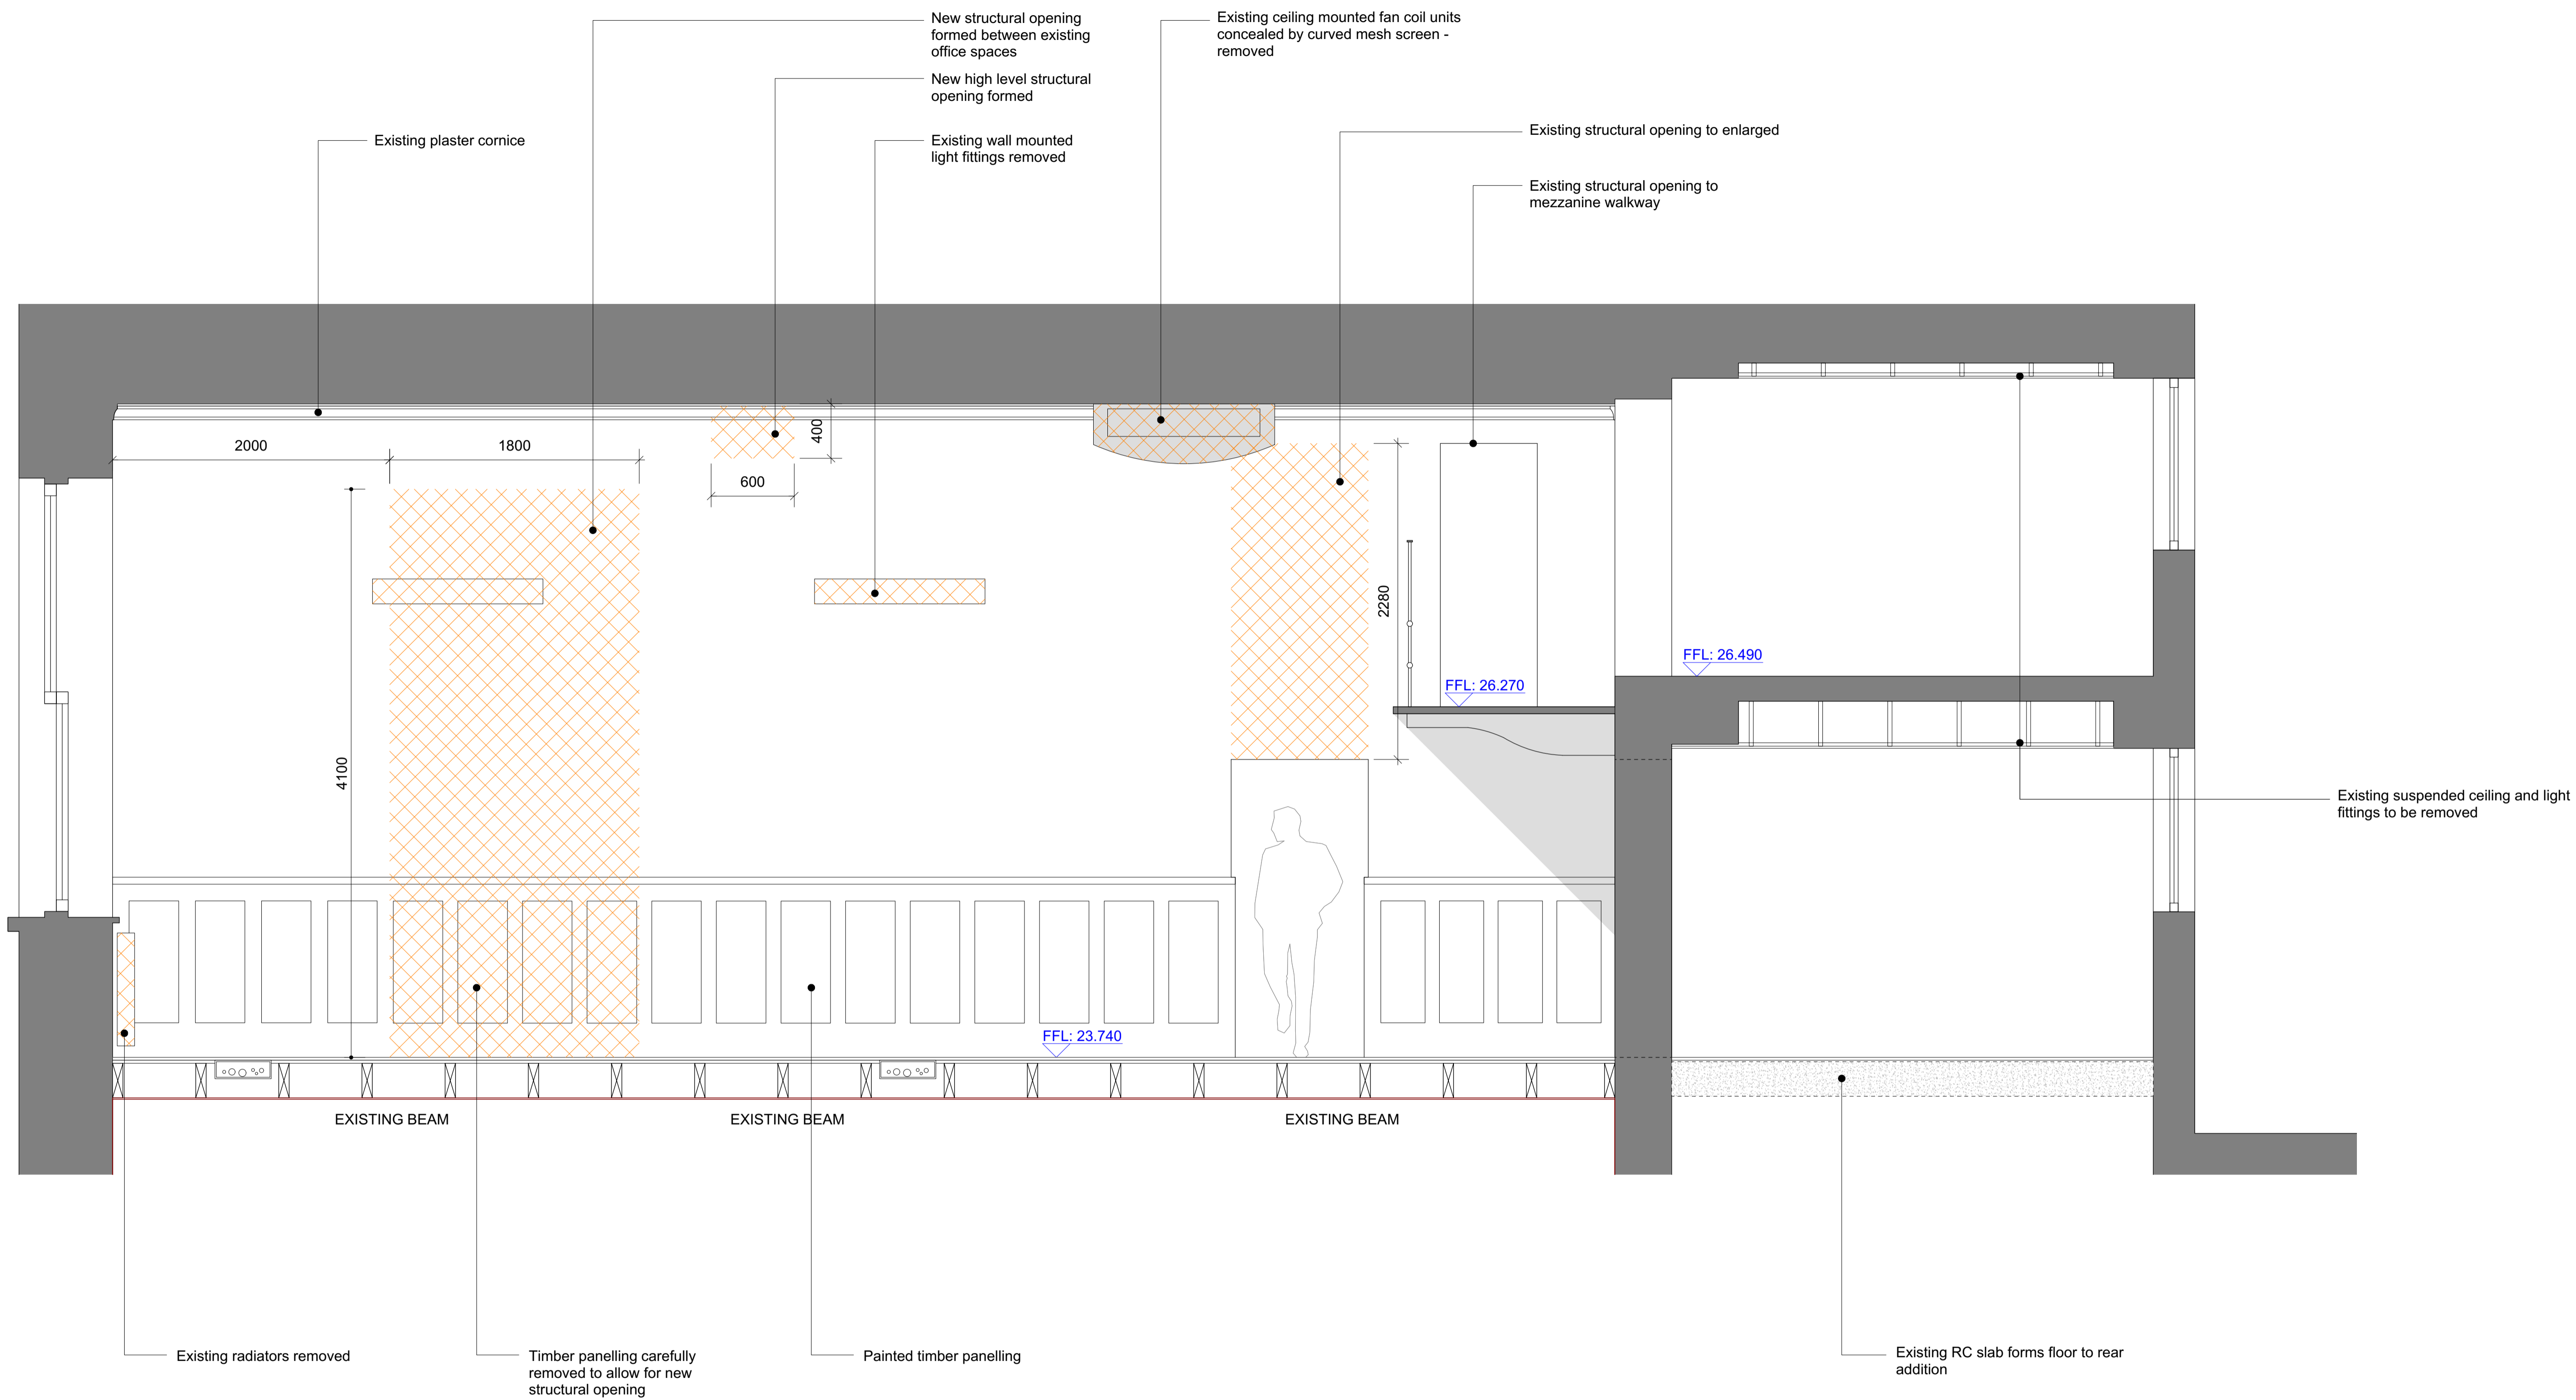 New structural opening
formed between existing
office spaces
Existing ceiling mounted fan coil units
concealed by curved mesh screen -
removed
New high level structural
opening formed
Existing plaster cornice
Existing wall mounted
light fittings removed
Existing structural opening to enlarged
Existing structural opening to
mezzanine walkway
2000
1800
400
600
2280
4100
FFL: 26.490
FFL: 26.270
Existing suspended ceiling and light
fittings to be removed
FFL: 23.740
EXISTING BEAM
EXISTING BEAM
EXISTING BEAM
Existing radiators removed
Timber panelling carefully
removed to allow for new
structural opening
Painted timber panelling
Existing RC slab forms floor to rear
addition